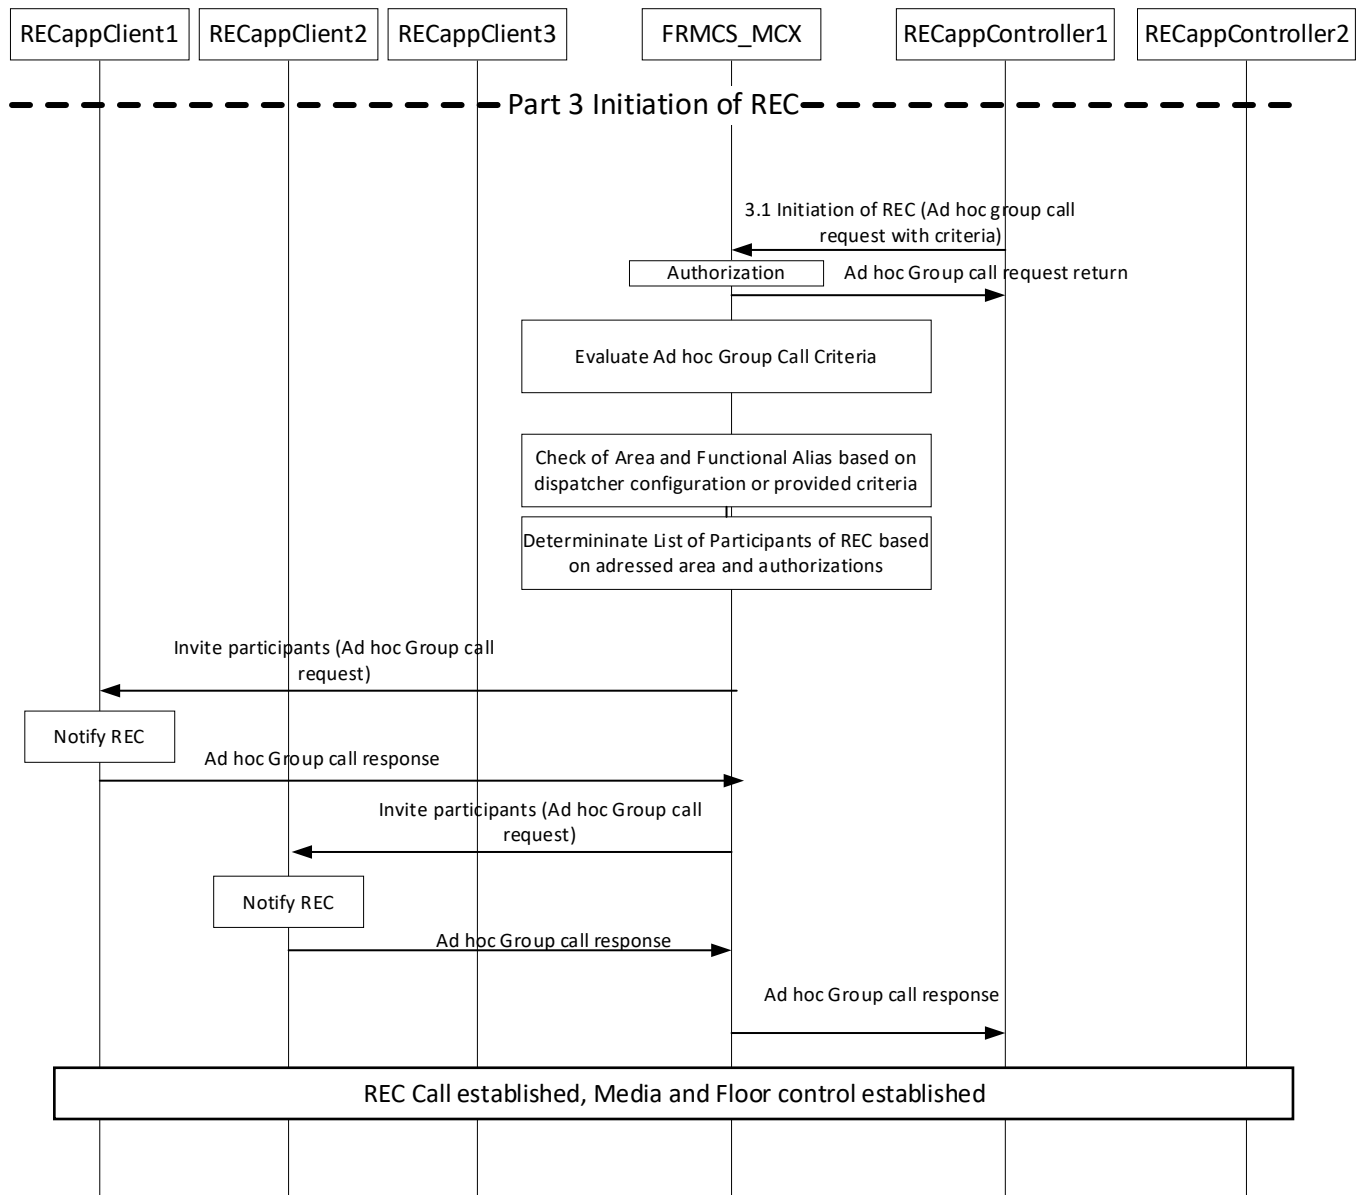 RECappClient1
RECappClient2
RECappClient3
FRMCS_MCX
RECappController1
RECappController2
Part 3 Initiation of REC
3.1 Initiation of REC (Ad hoc group call
request with criteria)
Authorization
Ad hoc Group call request return
Evaluate Ad hoc Group Call Criteria
Check of Area and Functional Alias based on
dispatcher configuration or provided criteria
Determininate List of Participants of REC based
on adressed area and authorizations
Invite participants (Ad hoc Group call
request)
Notify REC
Ad hoc Group call response
Invite participants (Ad hoc Group call
request)
Notify REC
Ad hoc Group call response
Ad hoc Group call response
REC Call established, Media and Floor control established